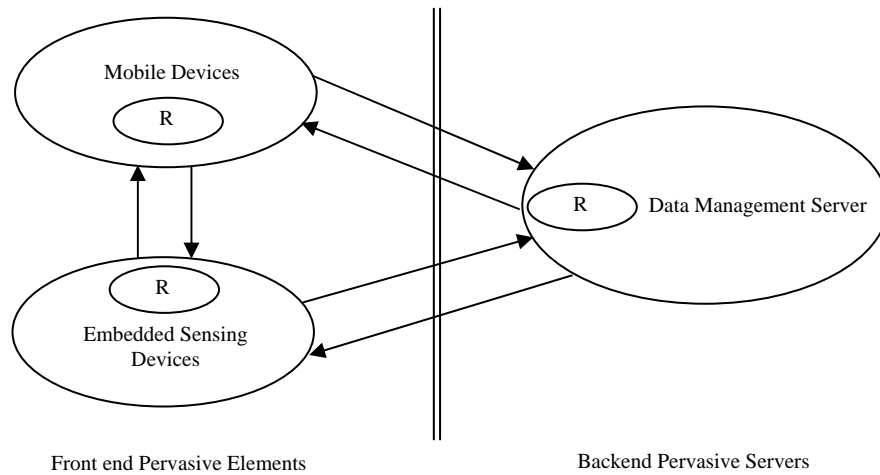 Mobile Devices
R
R
Data Management Server
R
Embedded Sensing
Devices
Front end Pervasive Elements
Backend Pervasive Servers